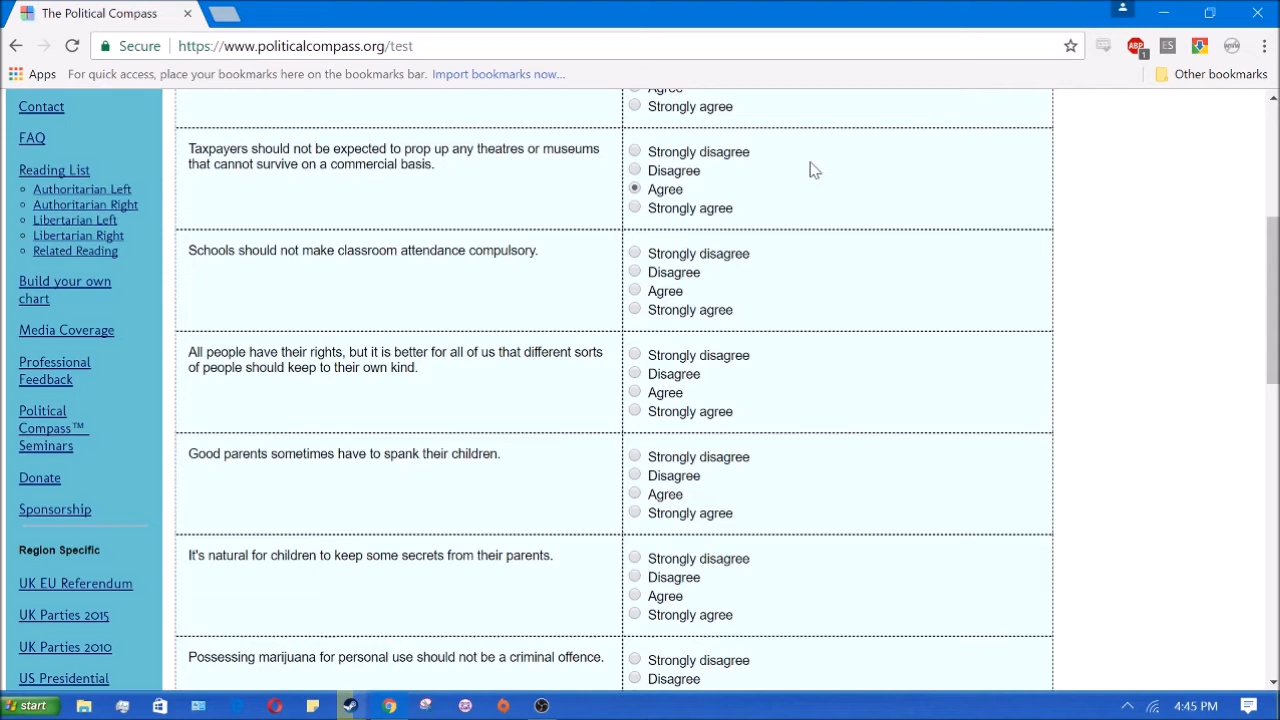 The Political Compass
Secure https://www.politicalcompass.org/test
ABP 1 ES
Apps For quick access, place your bookmarks here on the bookmarks bar. Import bookmarks now... Other bookmarks
Contact
FAQ
Reading List
Authoritarian Left
Authoritarian Right
Libertarian Left
Libertarian Right
Related Reading
Build your own
chart
Media Coverage
Professional
Feedback
Political
Compass™
Seminars
Donate
Sponsorship
Region Specific
UK EU Referendum
UK Parties 2015
UK Parties 2010
US Presidential
Agree
Strongly agree
Taxpayers should not be expected to prop up any theatres or museums
that cannot survive on a commercial basis.
Strongly disagree
Disagree
Agree
Strongly agree
Schools should not make classroom attendance compulsory.
Strongly disagree
Disagree
Agree
Strongly agree
All people have their rights, but it is better for all of us that different sorts
of people should keep to their own kind.
Strongly disagree
Disagree
Agree
Strongly agree
Good parents sometimes have to spank their children.
Strongly disagree
Disagree
Agree
Strongly agree
It's natural for children to keep some secrets from their parents.
Strongly disagree
Disagree
Agree
Strongly agree
Possessing marijuana for personal use should not be a criminal offence.
Strongly disagree
Disagree
start
4:45 PM